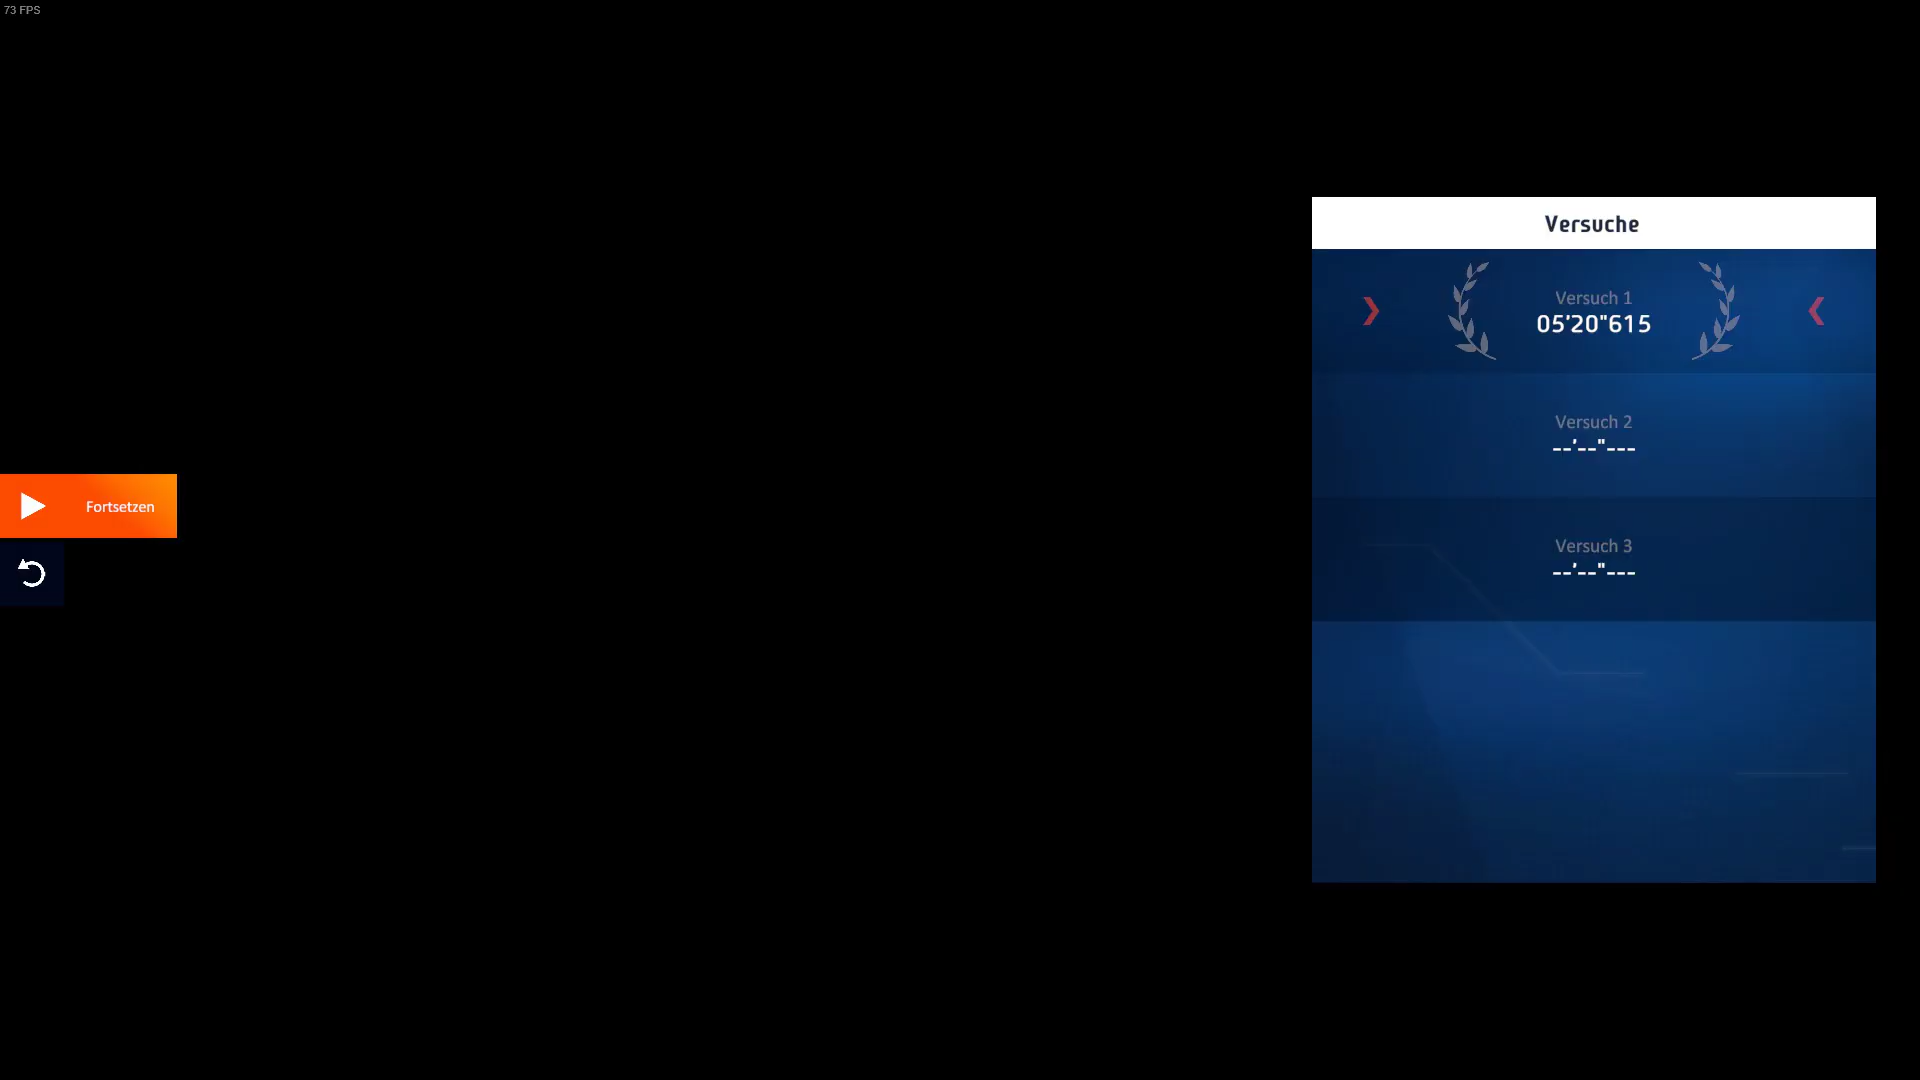 73 FPS
Versuche
Versuch 1
05'20"615
Versuch 2
--'--"---
Fortsetzen
Versuch 3
--'--"---